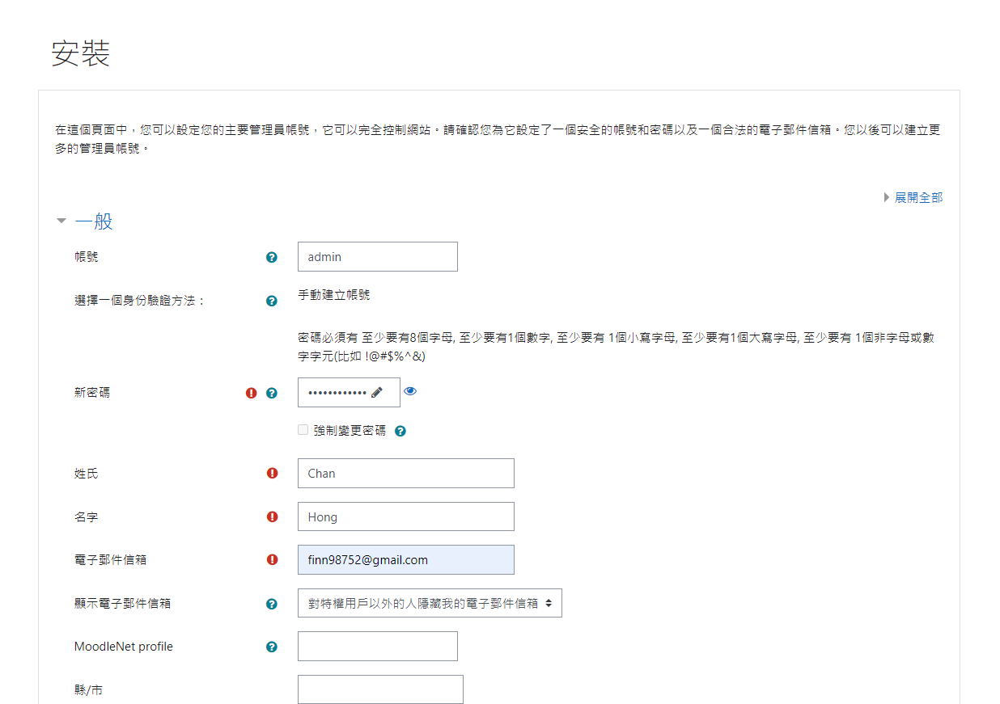 安裝
在這個頁面中，您可以設定您的主要管理員帳號，它可以完全控制網站。請確認您為它設定了一個安全的帳號和密碼以及一個合法的電子郵件信箱。您以後可以建立更
多的管理員帳號。
展開全部
一般
帳號 admin
選擇一個身份驗證方法： 手動建立帳號
密碼必須有 至少要有8個字母, 至少要有1個數字, 至少要有 1個小寫字母, 至少要有1個大寫字母, 至少要有 1個非字母或數
字字元(比如 !@#$%^&)
新密碼 ••••••••••••
強制變更密碼
姓氏 Chan
名字 Hong
電子郵件信箱 finn98752@gmail.com
顯示電子郵件信箱 對特權用戶以外的人隱藏我的電子郵件信箱
MoodleNet profile
縣/市